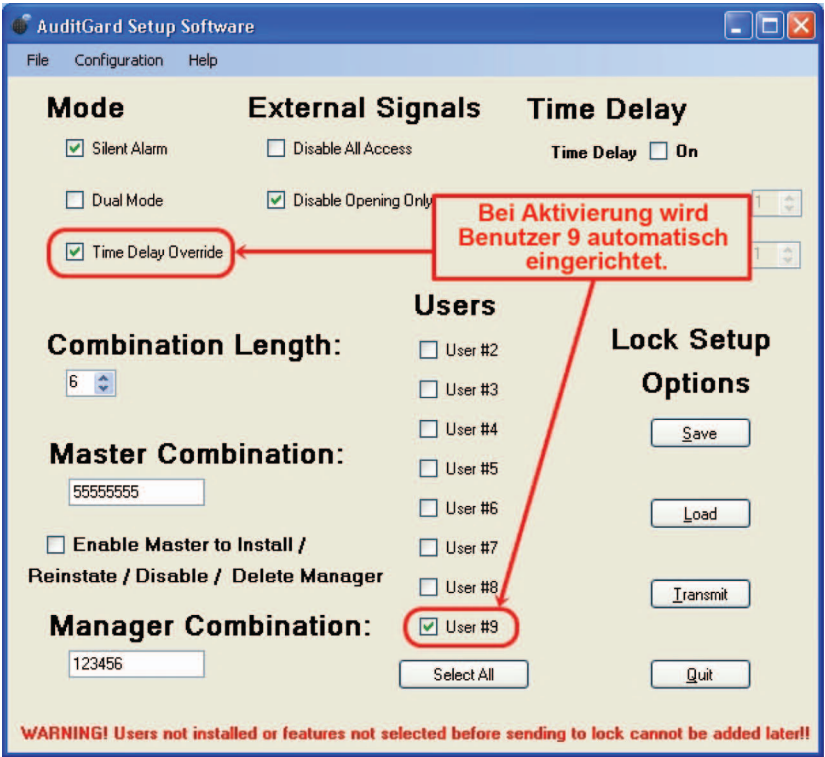 AuditGard Setup Software
File Configuration Help
Mode
Silent Alarm
Dual Mode
Time Delay Override
External Signals
Disable All Access
Disable Opening Only
Time Delay
Time Delay On
1
1
Bei Aktivierung wird
Benutzer 9 automatisch
eingerichtet.
Combination Length:
6
Master Combination:
55555555
Enable Master to Install /
Reinstate / Disable / Delete Manager
Manager Combination:
123456
Users
User #2
User #3
User #4
User #5
User #6
User #7
User #8
User #9
Select All
Lock Setup
Options
Save
Load
Transmit
Quit
WARNING! Users not installed or features not selected before sending to lock cannot be added later!!